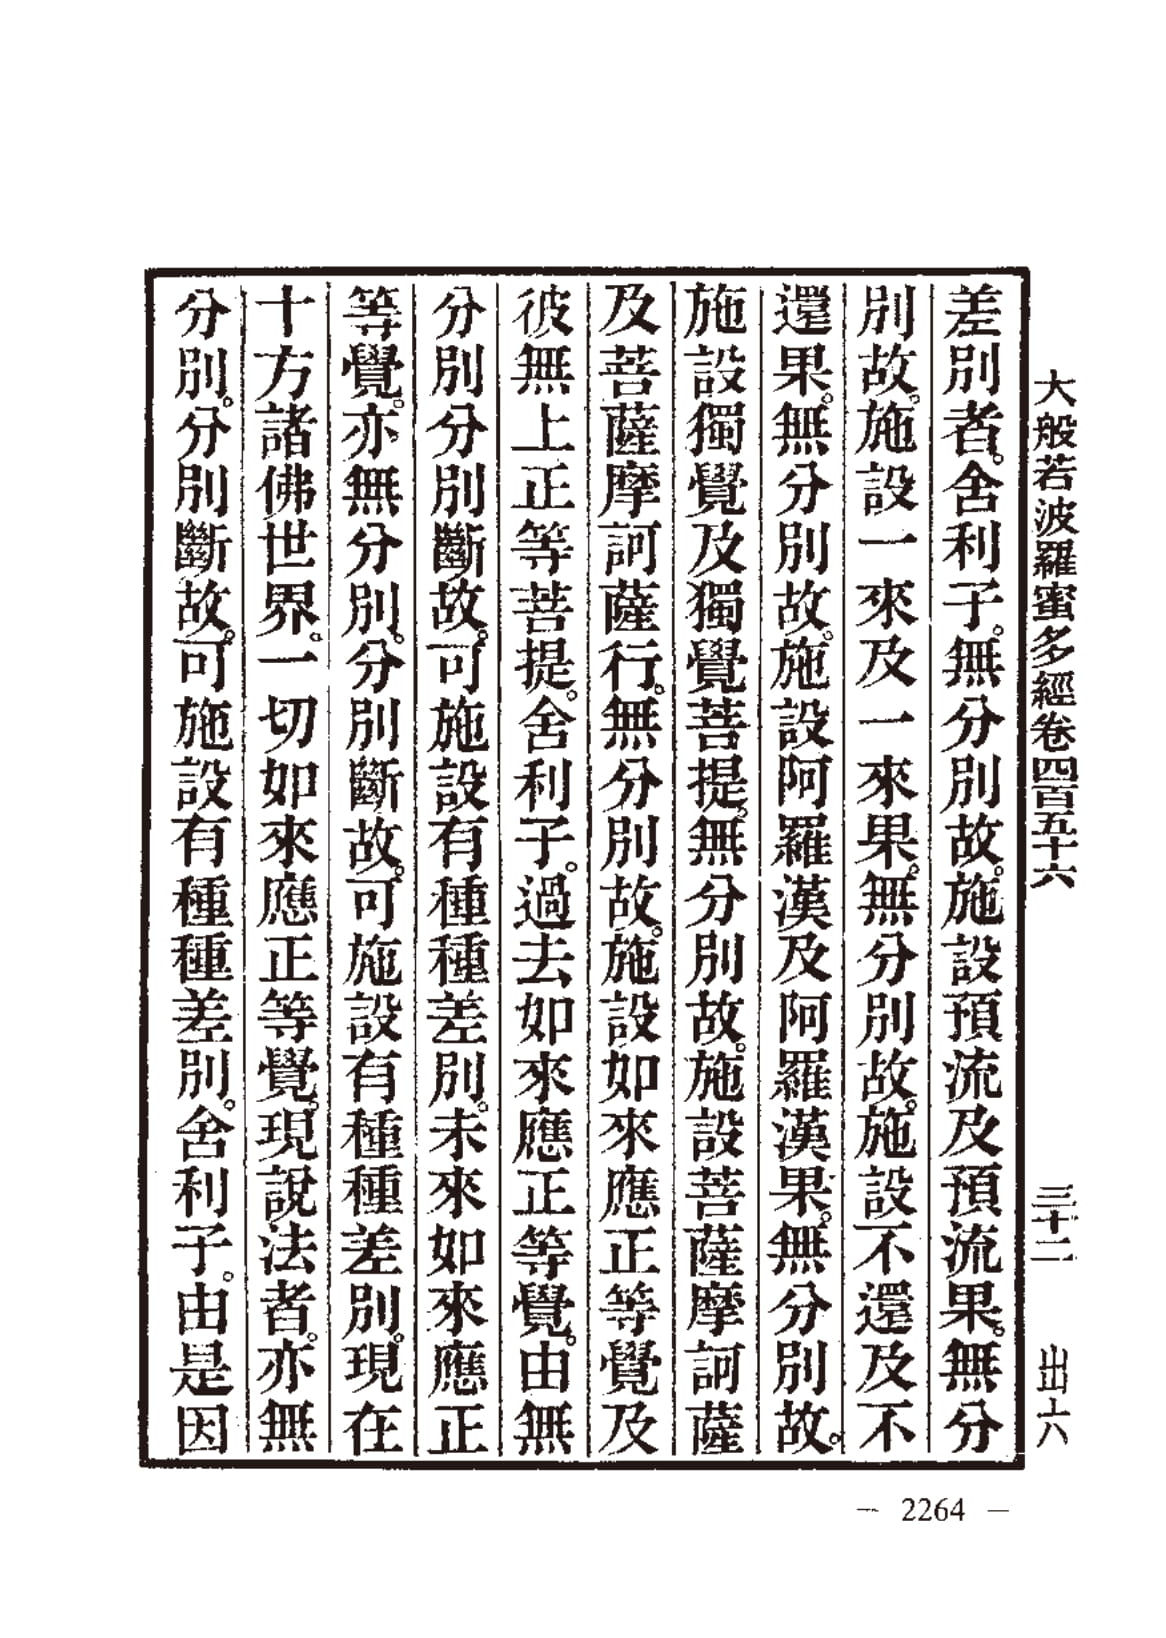 大般若波羅蜜多經卷四百五十六 三十二 出六
差別者。舍利子。無分別故。施設預流及預流果。無分
別故。施設一來及一來果。無分別故。施設不還及不
還果。無分別故。施設阿羅漢及阿羅漢果。無分別故。
施設獨覺及獨覺菩提。無分別故。施設菩薩摩訶薩
及菩薩摩訶薩行。無分別故。施設如來應正等覺及
彼無上正等菩提。舍利子。過去如來應正等覺。由無
分別分別斷故。可施設有種種差別。未來如來應正
等覺。亦無分別。分別斷故。可施設有種種差別。現在
十方諸佛世界。一切如來應正等覺。現說法者。亦無
分別。分別斷故。可施設有種種差別。舍利子。由是因
— 2264 —